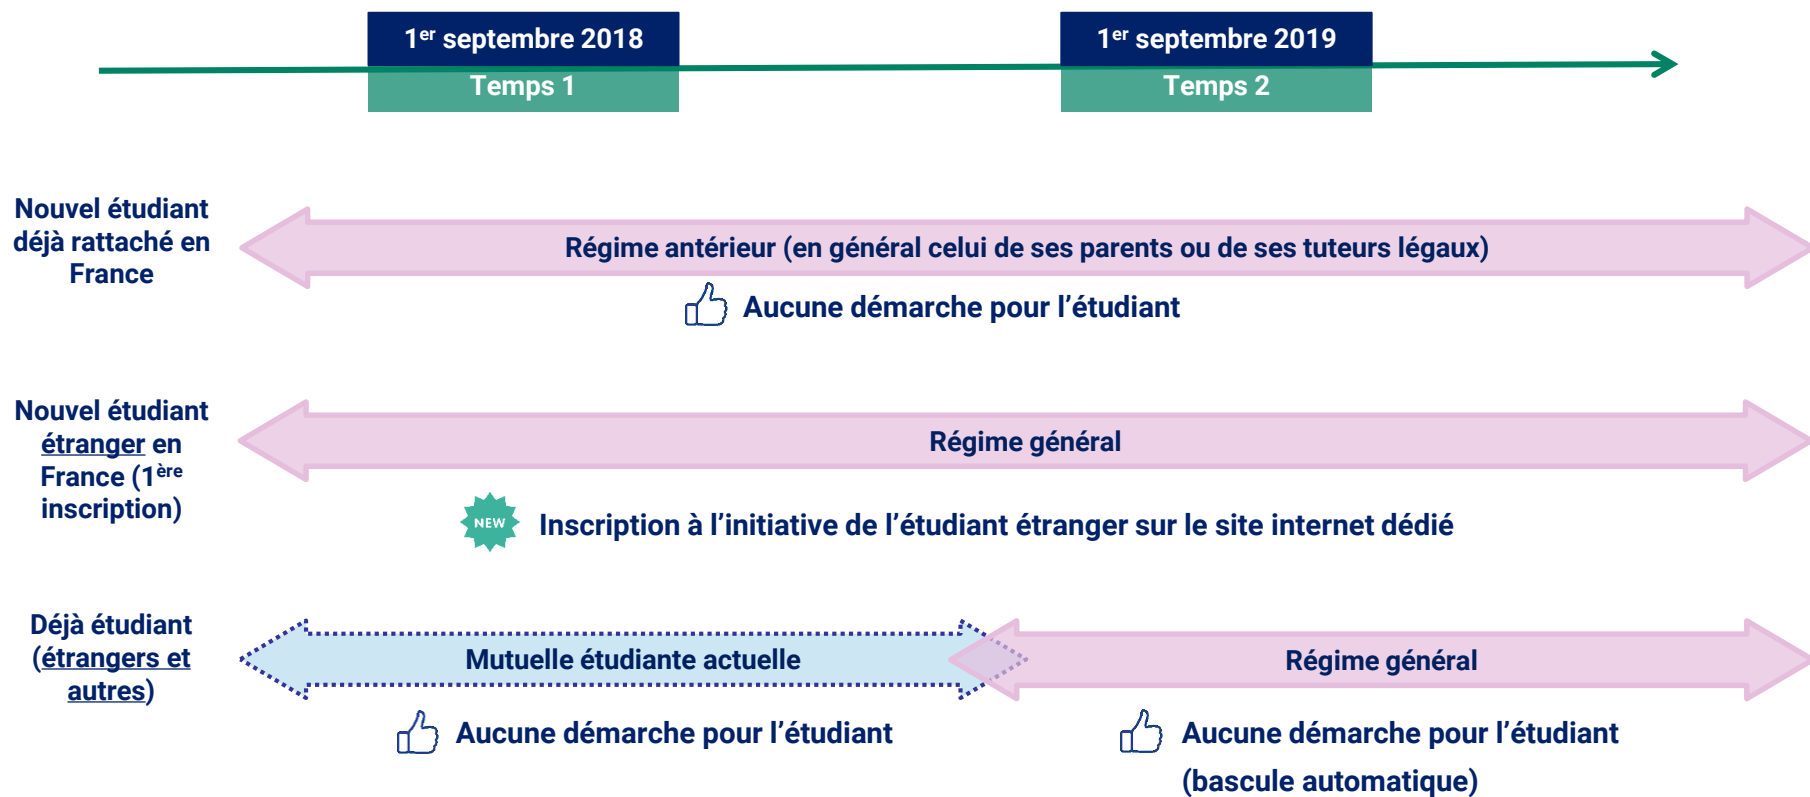 1er septembre 2018
Temps 1
1er septembre 2019
Temps 2
Nouvel étudiant
déjà rattaché en
France
Régime antérieur (en général celui de ses parents ou de ses tuteurs légaux)
Aucune démarche pour l’étudiant
Nouvel étudiant
étranger en
France (1ère
inscription)
Régime général
NEW
Inscription à l’initiative de l’étudiant étranger sur le site internet dédié
Déjà étudiant
(étrangers et
autres)
Mutuelle étudiante actuelle
Régime général
Aucune démarche pour l’étudiant
Aucune démarche pour l’étudiant
(bascule automatique)